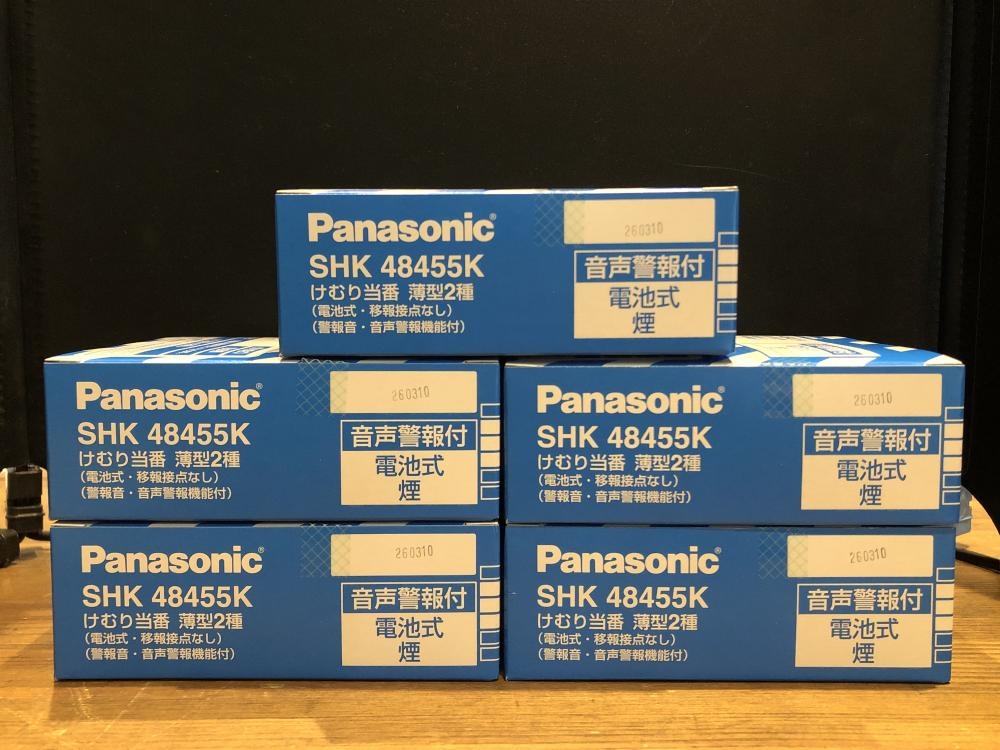 Panasonic®
SHK 48455K
けむり当番 薄型2種
(電池式・移報接点なし)
(警報音・音声警報機能付)
260310
音声警報付
電池式
煙
Panasonic®
SHK 48455K
けむり当番 薄型2種
(電池式・移報接点なし)
(警報音・音声警報機能付)
260310
音声警報付
電池式
煙
Panasonic®
SHK 48455K
けむり当番 薄型2種
(電池式・移報接点なし)
(警報音・音声警報機能付)
260310
音声警報付
電池式
煙
Panasonic®
SHK 48455K
けむり当番 薄型2種
(電池式・移報接点なし)
(警報音・音声警報機能付)
260310
音声警報付
電池式
煙
Panasonic®
SHK 48455K
けむり当番 薄型2種
(電池式・移報接点なし)
(警報音・音声警報機能付)
260310
音声警報付
電池式
煙